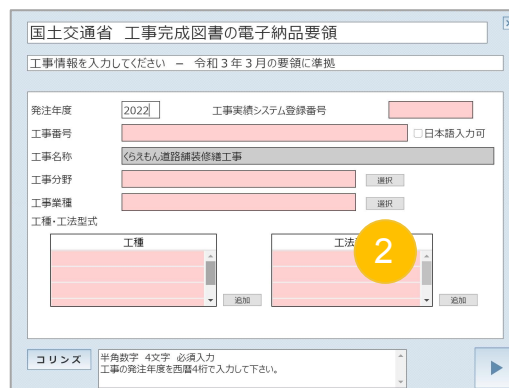 国土交通省 工事完成図書の電子納品要領
工事情報を入力してください － 令和３年３月の要領に準拠
発注年度 2022 工事実績システム登録番号
工事番号 □日本語入力可
工事名称 くらえもん道路舗装修繕工事
工事分野 選択
工事業種 選択
工種・工法型式
工種 工法
2
追加 追加
コリンズ
半角数字 4文字 必須入力
工事の発注年度を西暦4桁で入力して下さい。